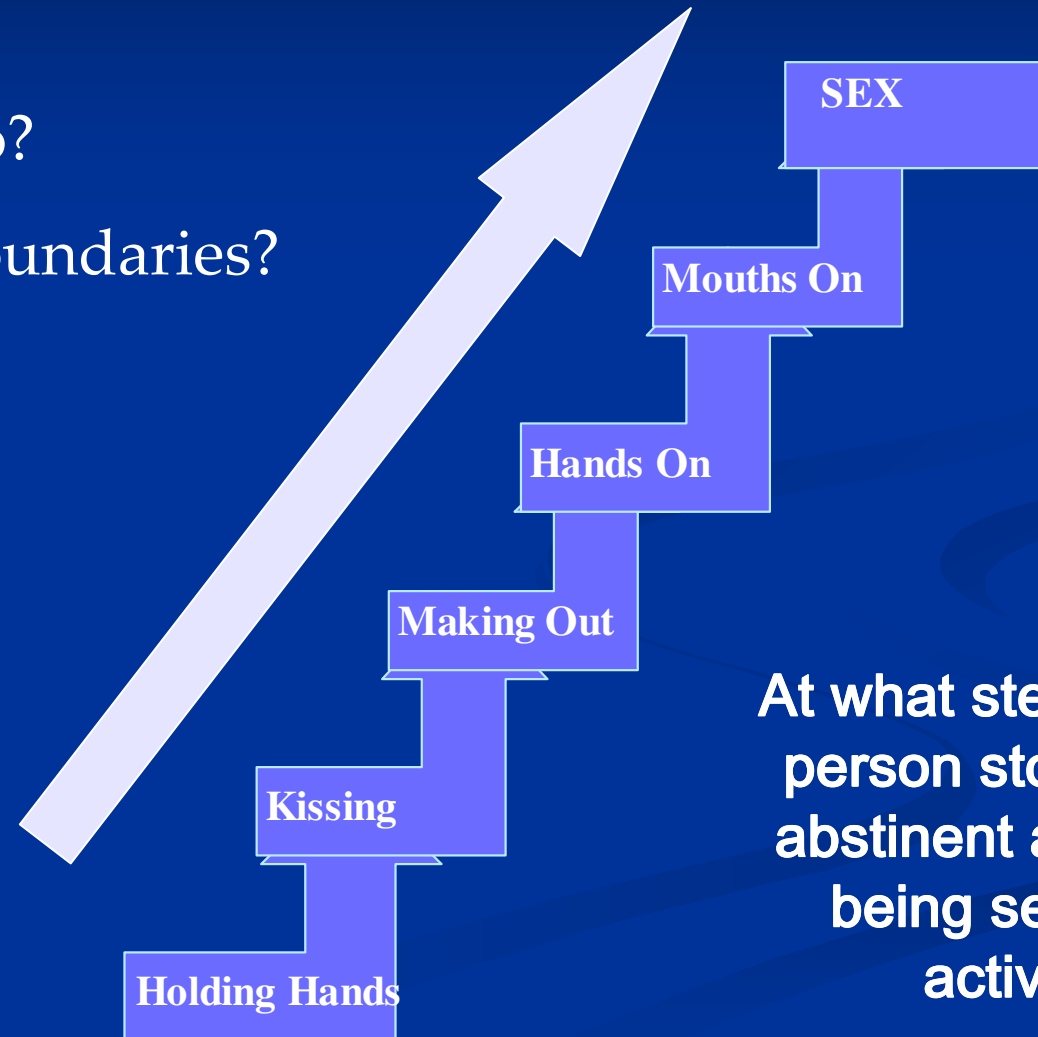 ?
oundaries?
SEX
Mouths On
Hands On
Making Out
Kissing
Holding Hands
At what ste
person sto
abstinent a
being se
activ